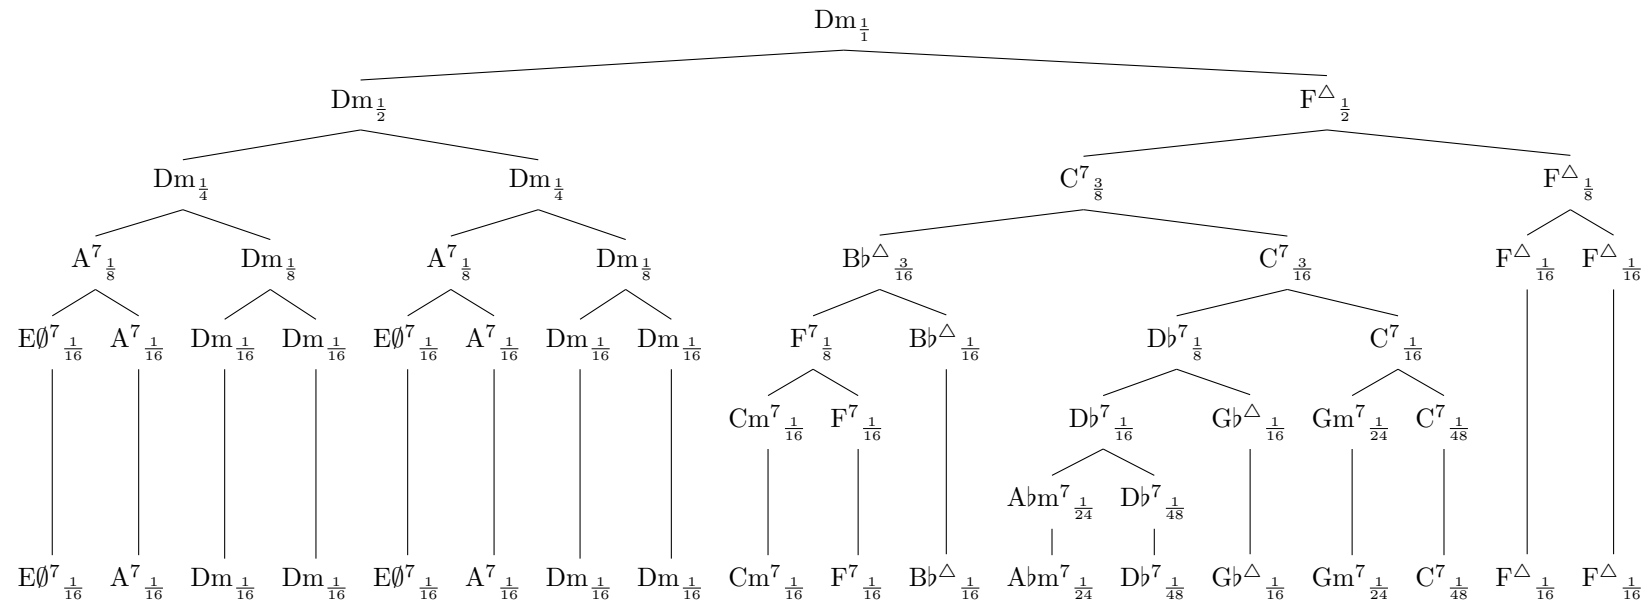 Dm 1/1
Dm 1/2 F△ 1/2
Dm 1/4 Dm 1/4 C⁷ 3/8 F△ 1/8
A⁷ 1/8 Dm 1/8 A⁷ 1/8 Dm 1/8 B♭△ 3/16 C⁷ 3/16 F△ 1/16 F△ 1/16
E∅⁷ 1/16 A⁷ 1/16 Dm 1/16 Dm 1/16 E∅⁷ 1/16 A⁷ 1/16 Dm 1/16 Dm 1/16 F⁷ 1/8 B♭△ 1/16 D♭⁷ 1/8 C⁷ 1/16
Cm⁷ 1/16 F⁷ 1/16 D♭⁷ 1/16 G♭△ 1/16 Gm⁷ 1/24 C⁷ 1/48
A♭m⁷ 1/24 D♭⁷ 1/48
E∅⁷ 1/16 A⁷ 1/16 Dm 1/16 Dm 1/16 E∅⁷ 1/16 A⁷ 1/16 Dm 1/16 Dm 1/16 Cm⁷ 1/16 F⁷ 1/16 B♭△ 1/16 A♭m⁷ 1/24 D♭⁷ 1/48 G♭△ 1/16 Gm⁷ 1/24 C⁷ 1/48 F△ 1/16 F△ 1/16